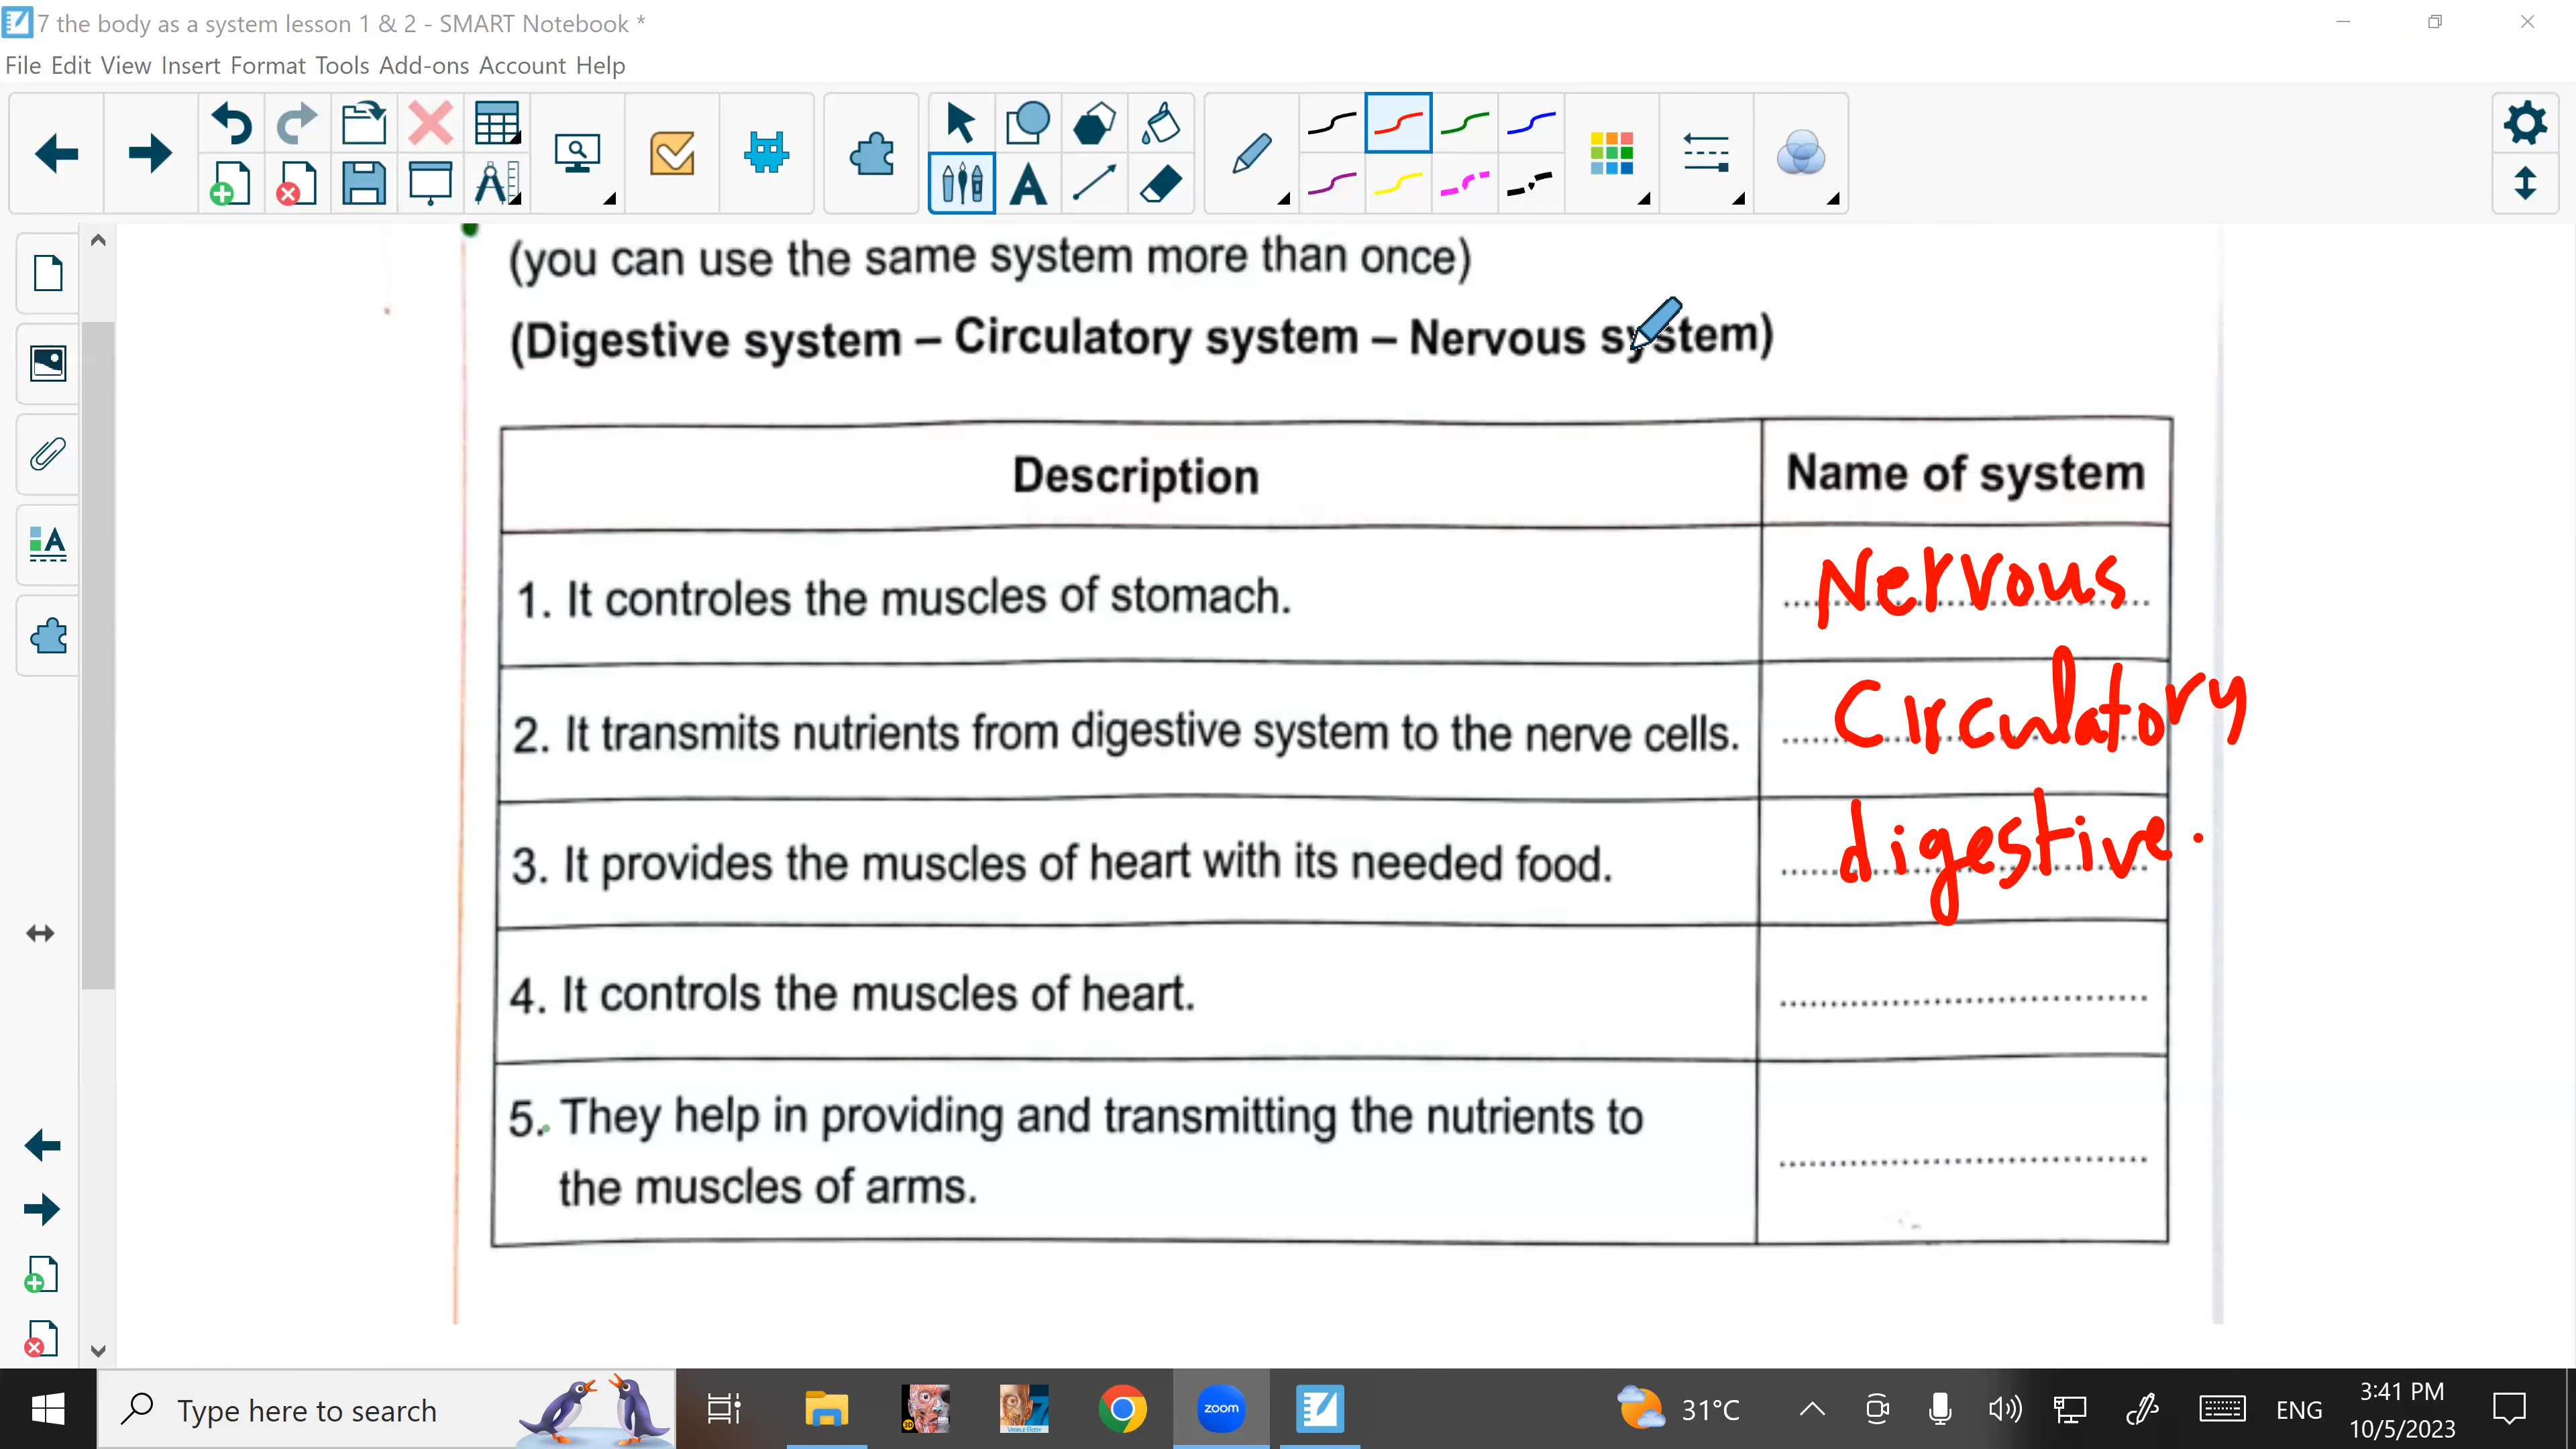 7 the body as a system lesson 1 & 2 - SMART Notebook *
File Edit View Insert Format Tools Add-ons Account Help
(you can use the same system more than once)
(Digestive system – Circulatory system – Nervous system)
Description
Name of system
1. It controles the muscles of stomach.
Nervous
2. It transmits nutrients from digestive system to the nerve cells.
Circulatory
3. It provides the muscles of heart with its needed food.
digestive.
4. It controls the muscles of heart.
5. They help in providing and transmitting the nutrients to
the muscles of arms.
Type here to search
zoom
31°C
ENG
3:41 PM
10/5/2023